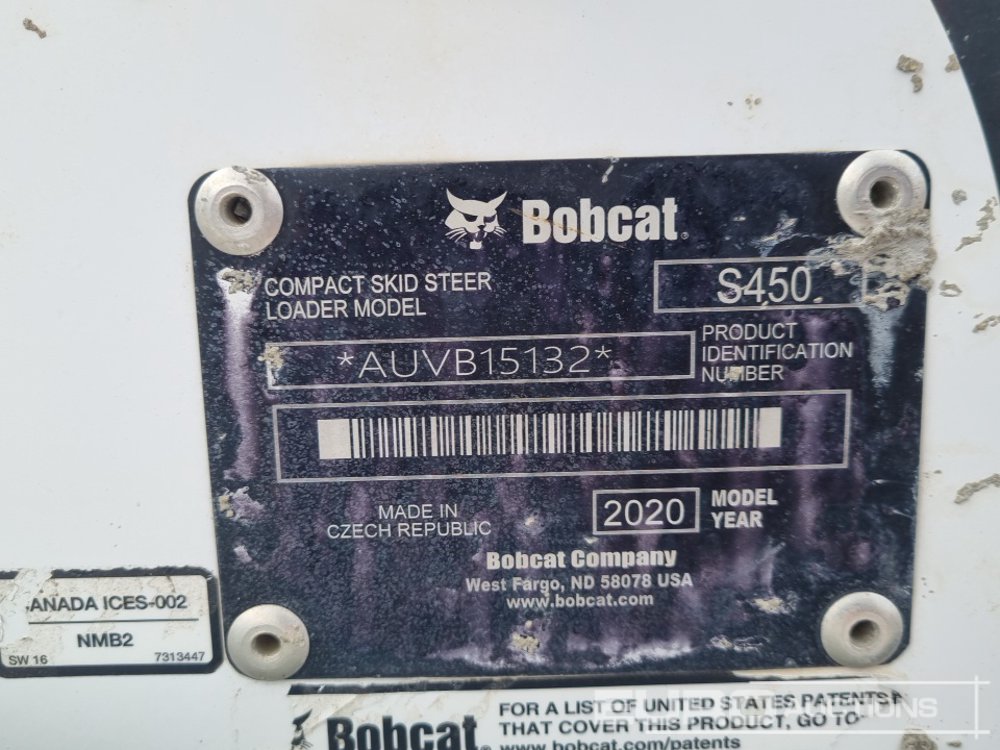 Bobcat®
COMPACT SKID STEER
LOADER MODEL
S450
*AUVB15132*
PRODUCT
IDENTIFICATION
NUMBER
MADE IN
CZECH REPUBLIC
2020
MODEL
YEAR
Bobcat Company
West Fargo, ND 58078 USA
www.bobcat.com
ANADA ICES-002
NMB2
SW 16
7313447
Bobcat.
FOR A LIST OF UNITED STATES PATENTS
THAT COVER THIS PRODUCT, GO TO
www.bobcat.com/patents
AUCTIONS